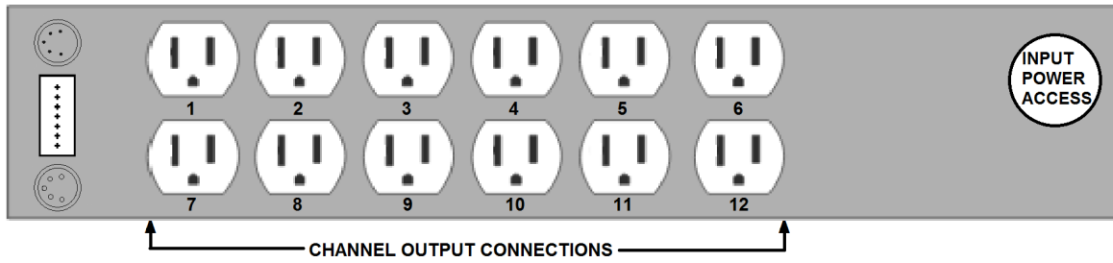 INPUT
POWER
ACCESS
1 2 3 4 5 6
7 8 9 10 11 12
CHANNEL OUTPUT CONNECTIONS